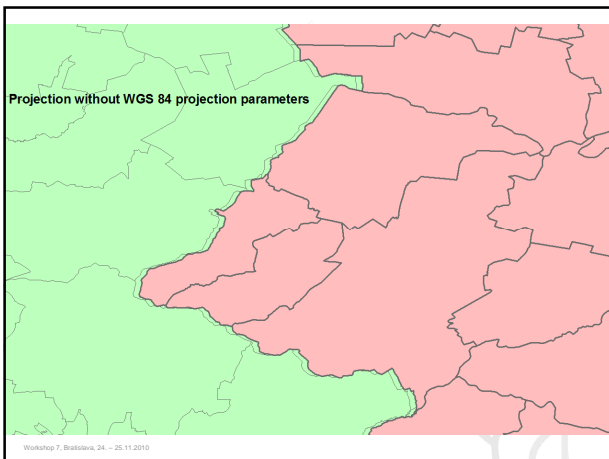 Projection without WGS 84 projection parameters
Workshop 7, Bratislava, 24. – 25.11.2010